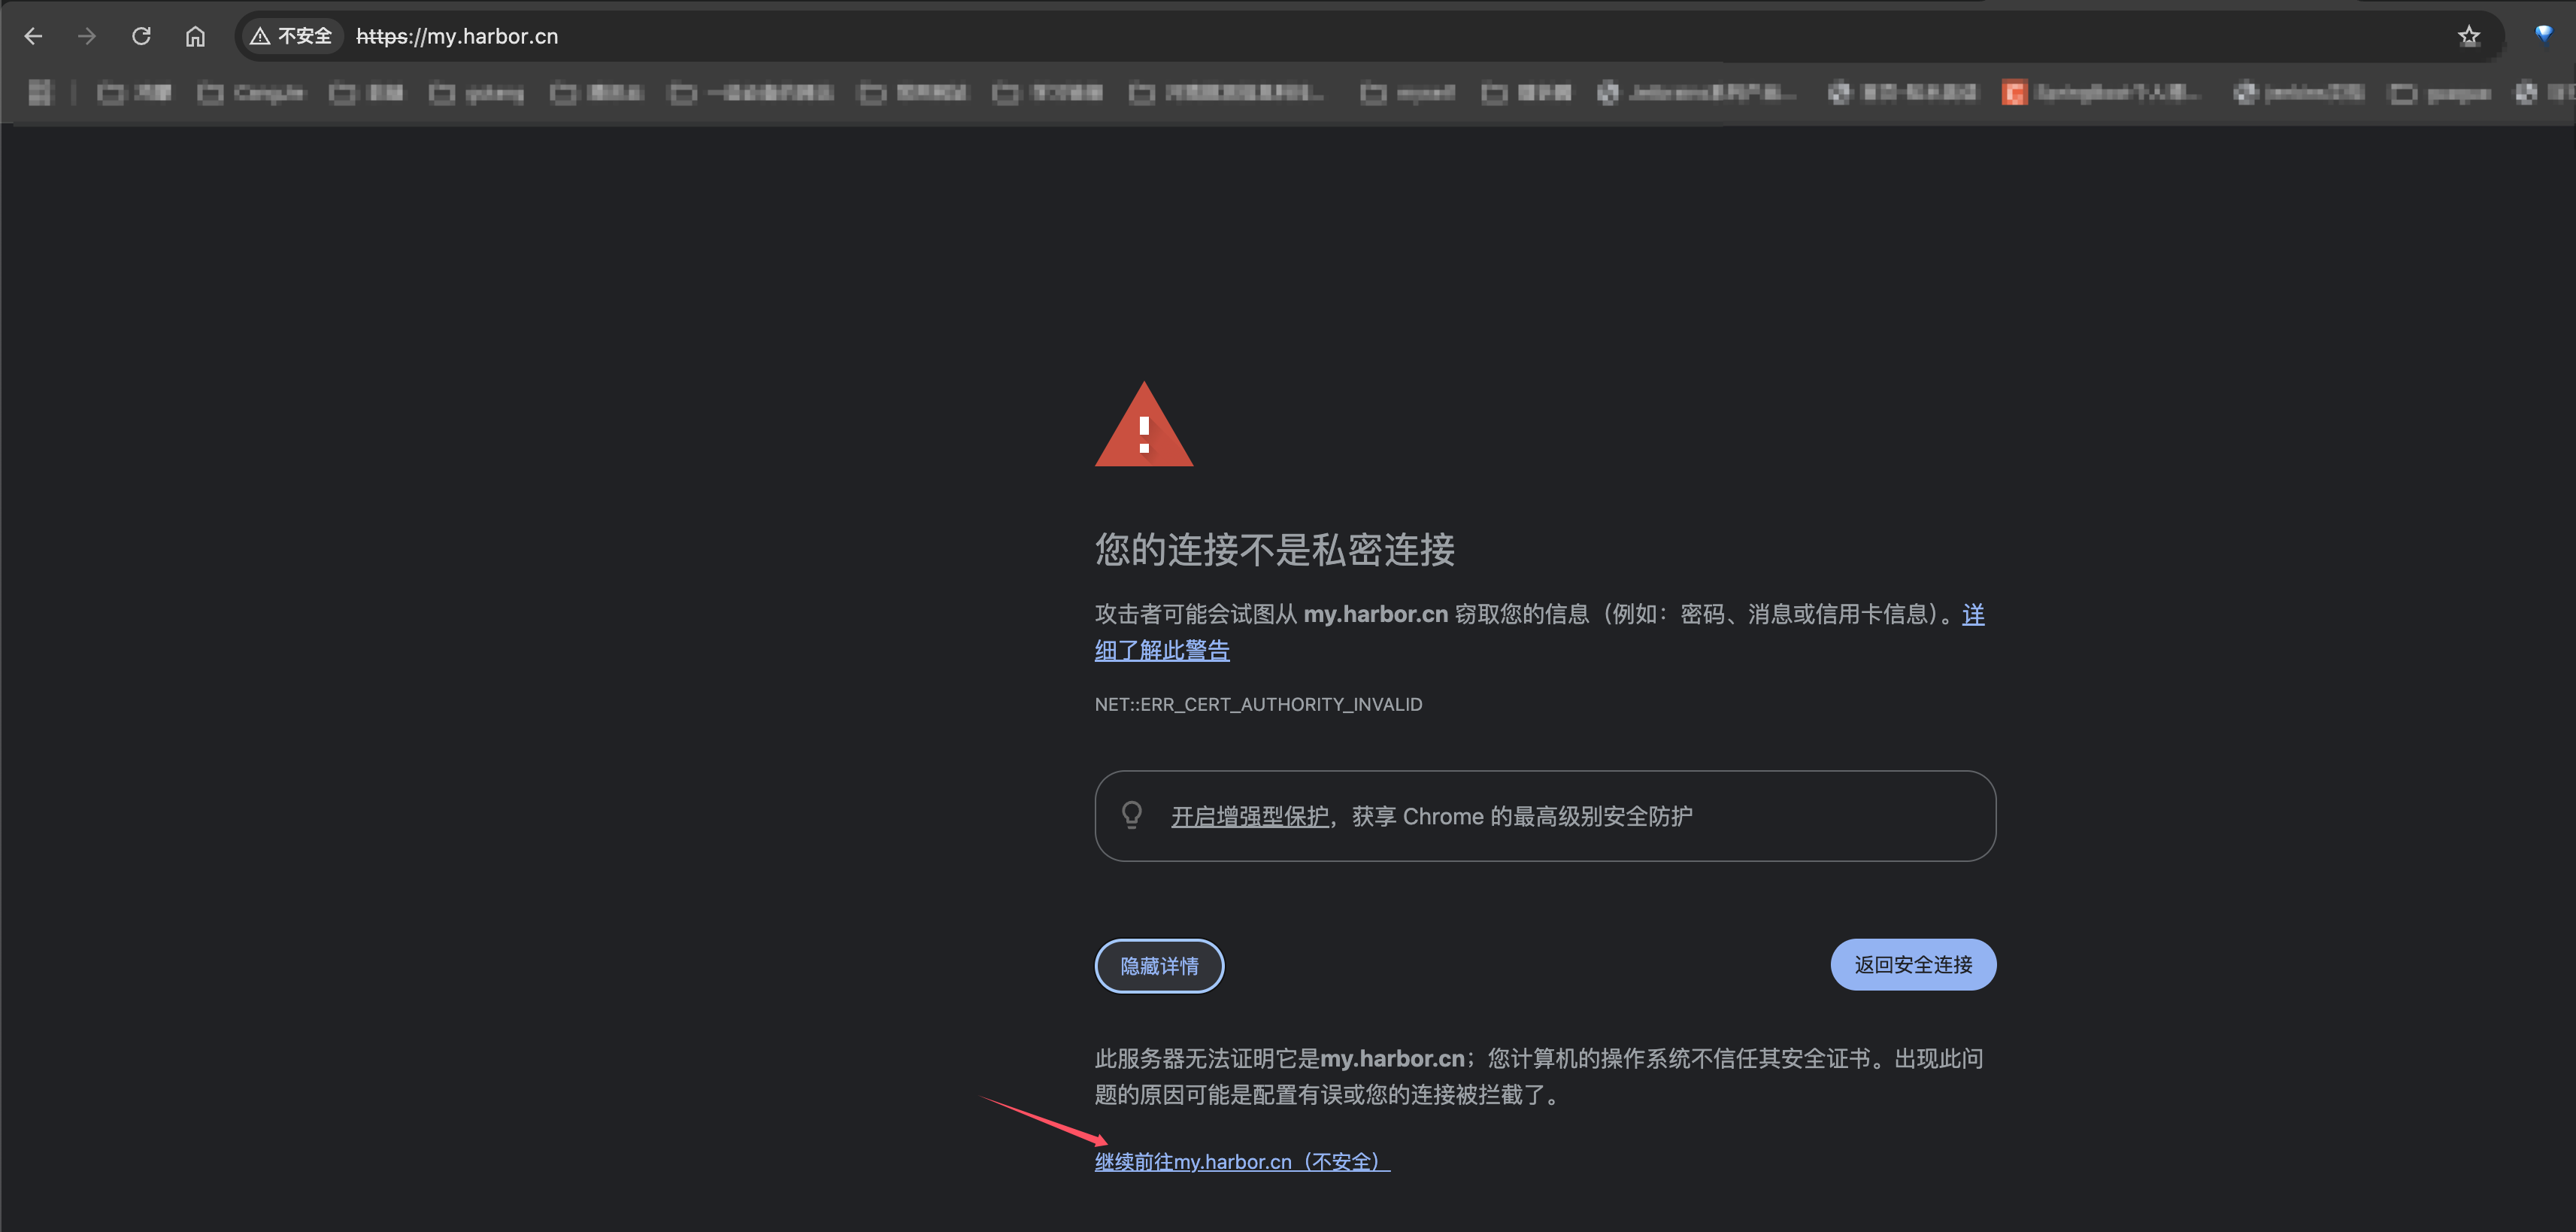 不安全 https://my.harbor.cn
您的连接不是私密连接
攻击者可能会试图从 my.harbor.cn 窃取您的信息（例如：密码、消息或信用卡信息）。详
细了解此警告
NET::ERR_CERT_AUTHORITY_INVALID
开启增强型保护，获享 Chrome 的最高级别安全防护
隐藏详情
返回安全连接
此服务器无法证明它是my.harbor.cn；您计算机的操作系统不信任其安全证书。出现此问
题的原因可能是配置有误或您的连接被拦截了。
继续前往my.harbor.cn（不安全）